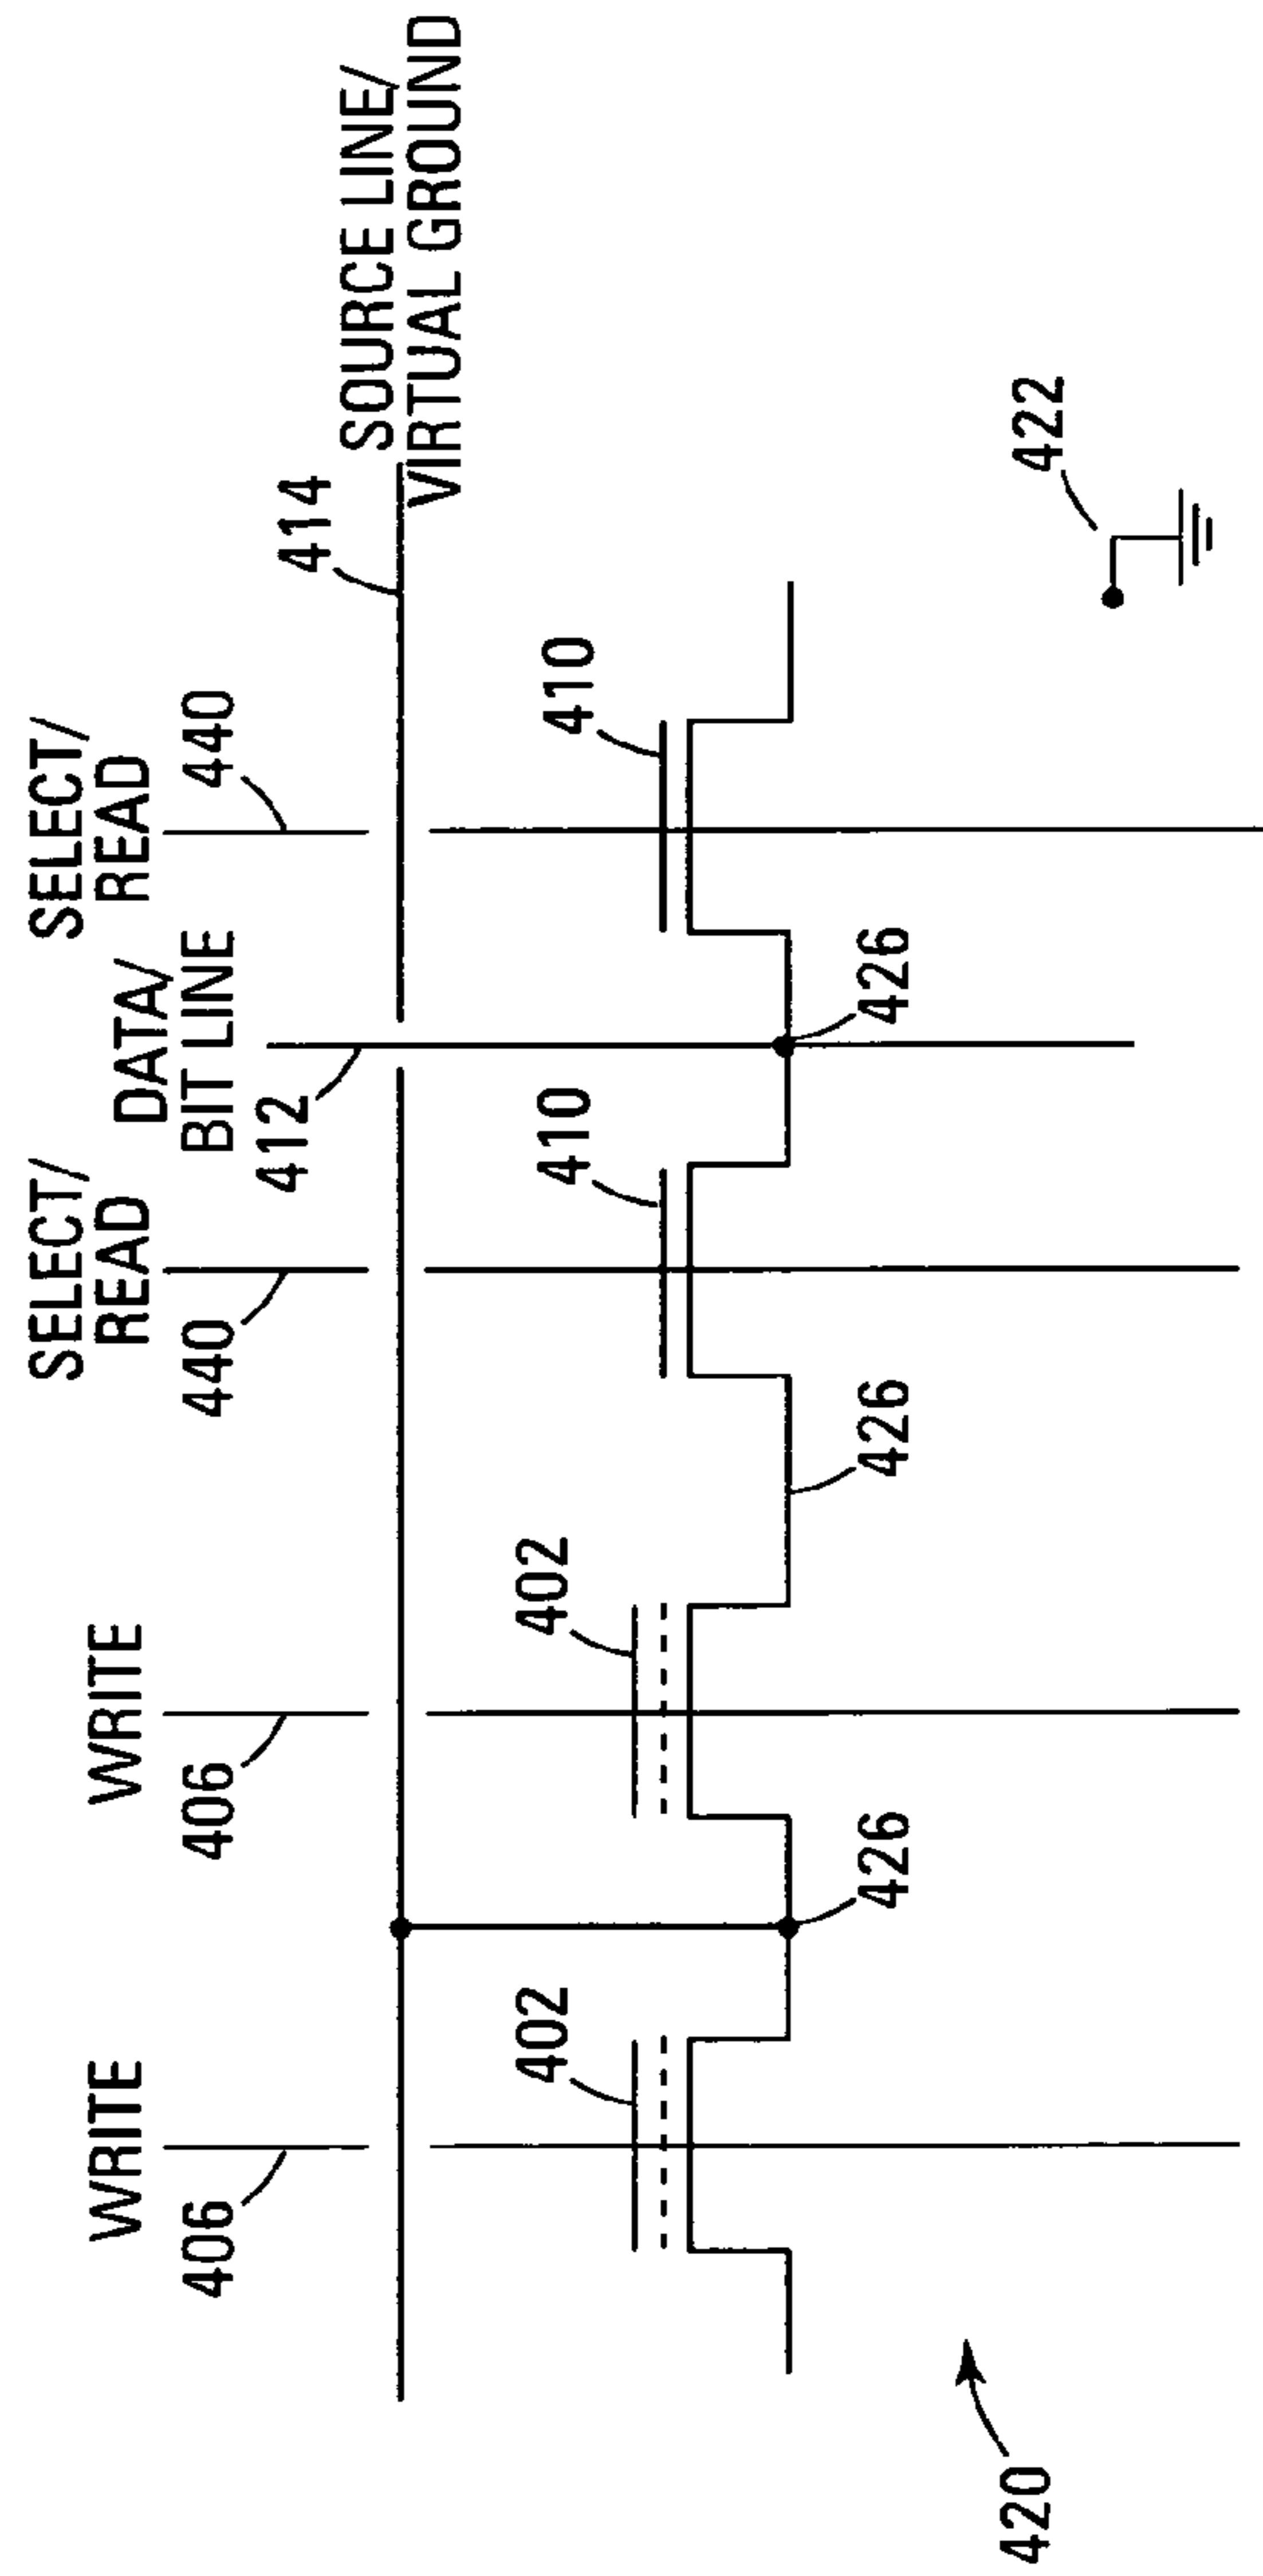 WRITE
406
WRITE
406
SELECT/
READ
440
DATA/
BIT LINE
412
SELECT/
READ
440
414
SOURCE LINE/
VIRTUAL GROUND
402
402
410
410
426
426
426
422
420